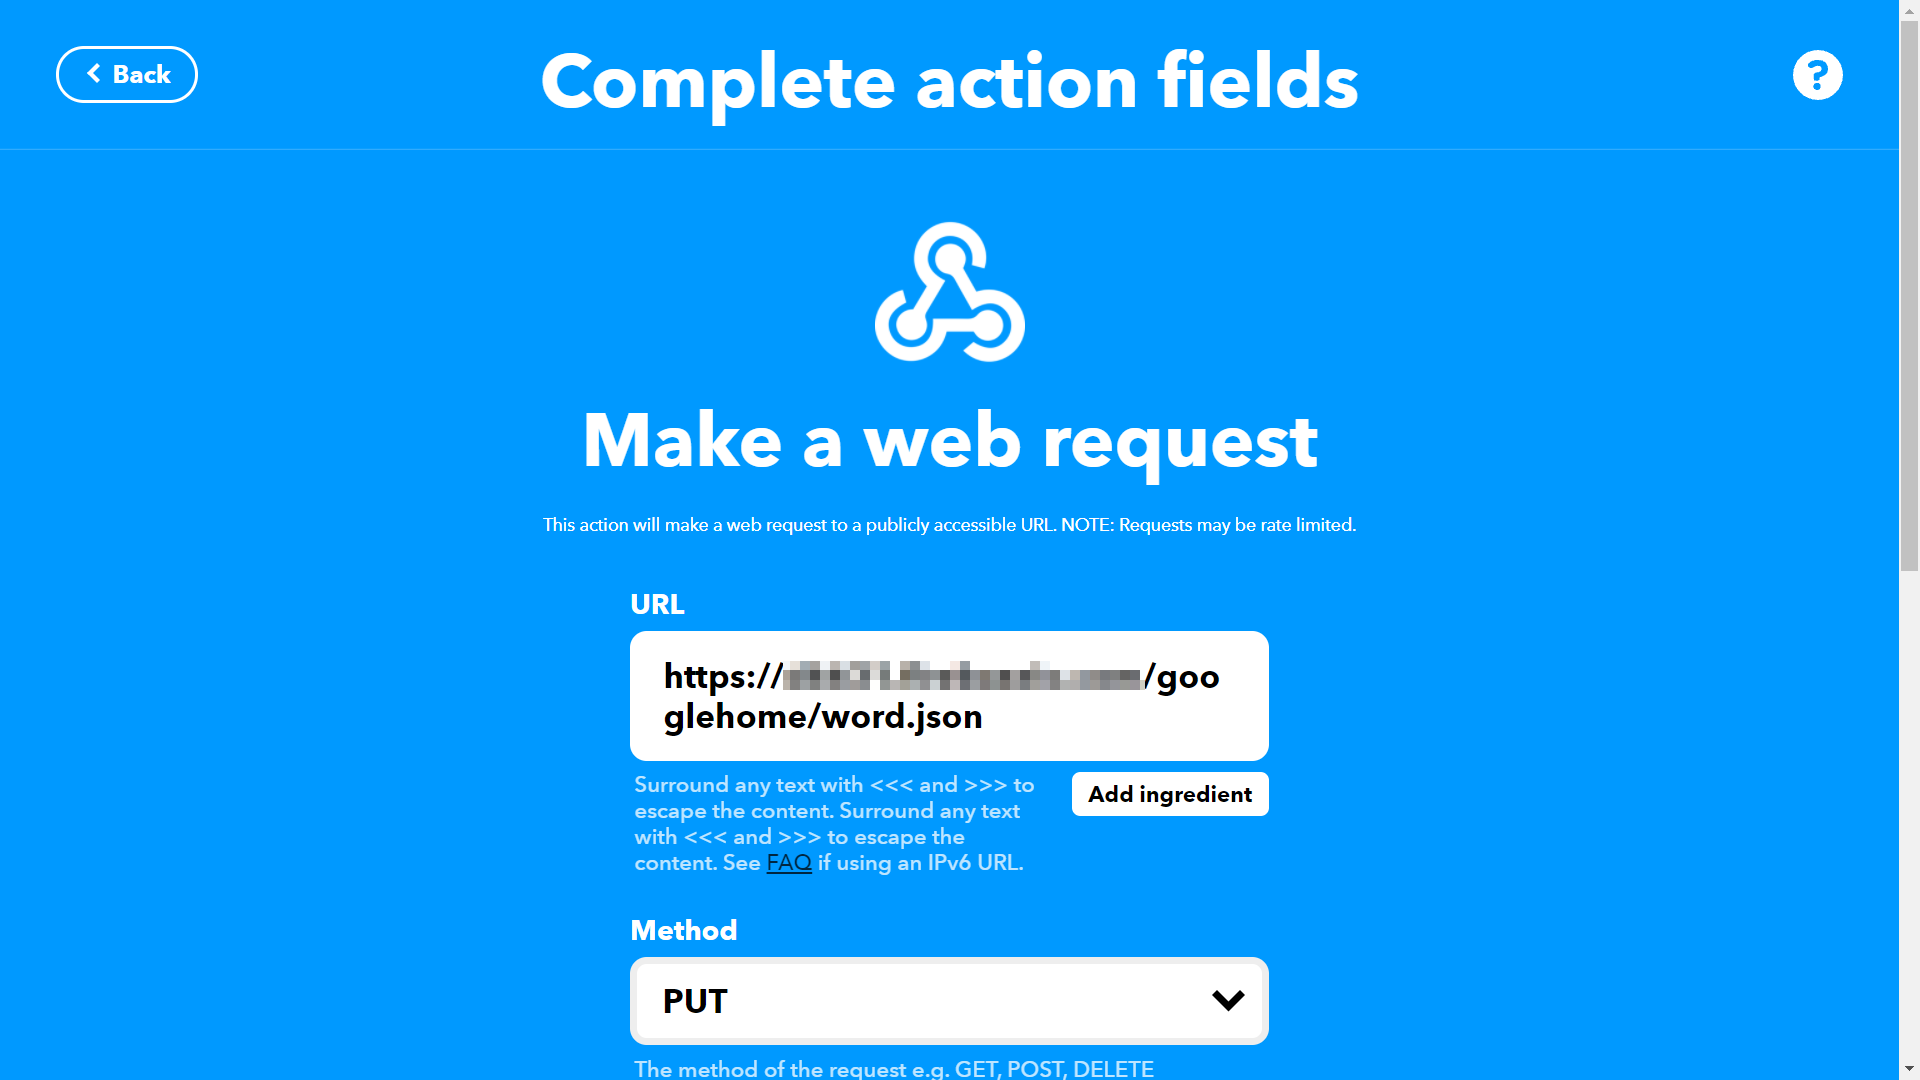 Back
Complete action fields
?
Make a web request
This action will make a web request to a publicly accessible URL. NOTE: Requests may be rate limited.
URL
https:// /goo
glehome/word.json
Surround any text with <<< and >>> to
escape the content. Surround any text
with <<< and >>> to escape the
content. See FAQ if using an IPv6 URL.
Add ingredient
Method
PUT
The method of the request e.g. GET, POST, DELETE